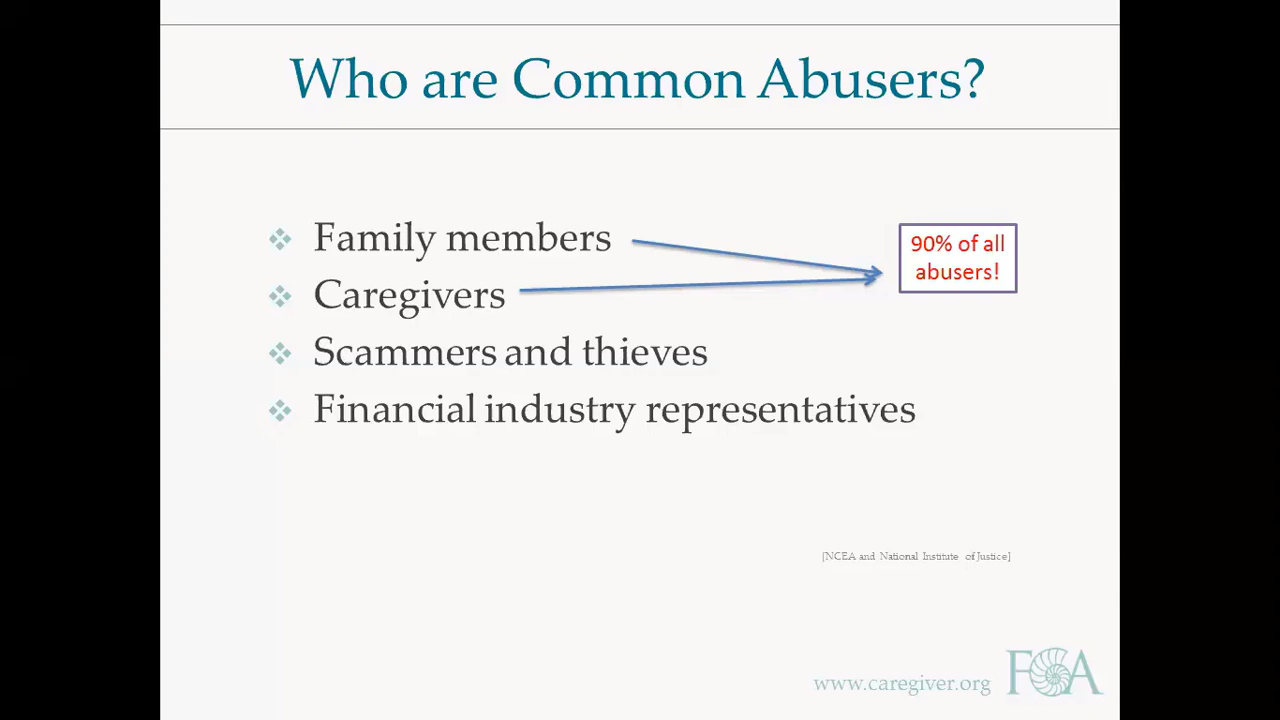 Who are Common Abusers?
Family members
Caregivers
90% of all
abusers!
Scammers and thieves
Financial industry representatives
[NCEA and National Institute of Justice]
www.caregiver.org
FCA